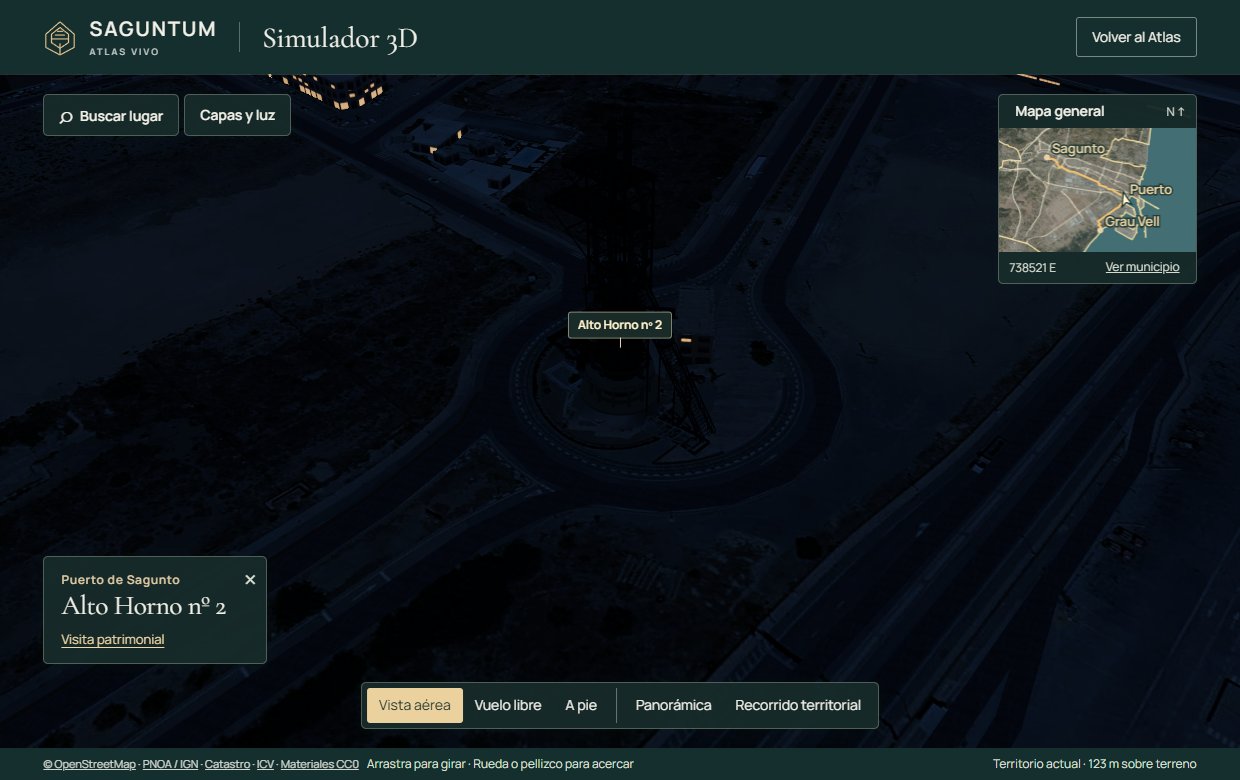 SAGUNTUM
ATLAS VIVO
Simulador 3D
Volver al Atlas
Buscar lugar
Capas y luz
Mapa general
N ↑
Sagunto
Puerto
Grau Vell
738521 E
Ver municipio
Alto Horno nº 2
Puerto de Sagunto
Alto Horno nº 2
Visita patrimonial
Vista aérea
Vuelo libre
A pie
Panorámica
Recorrido territorial
© OpenStreetMap · PNOA / IGN · Catastro · ICV · Materiales CC0
Arrastra para girar · Rueda o pellizco para acercar
Territorio actual · 123 m sobre terreno